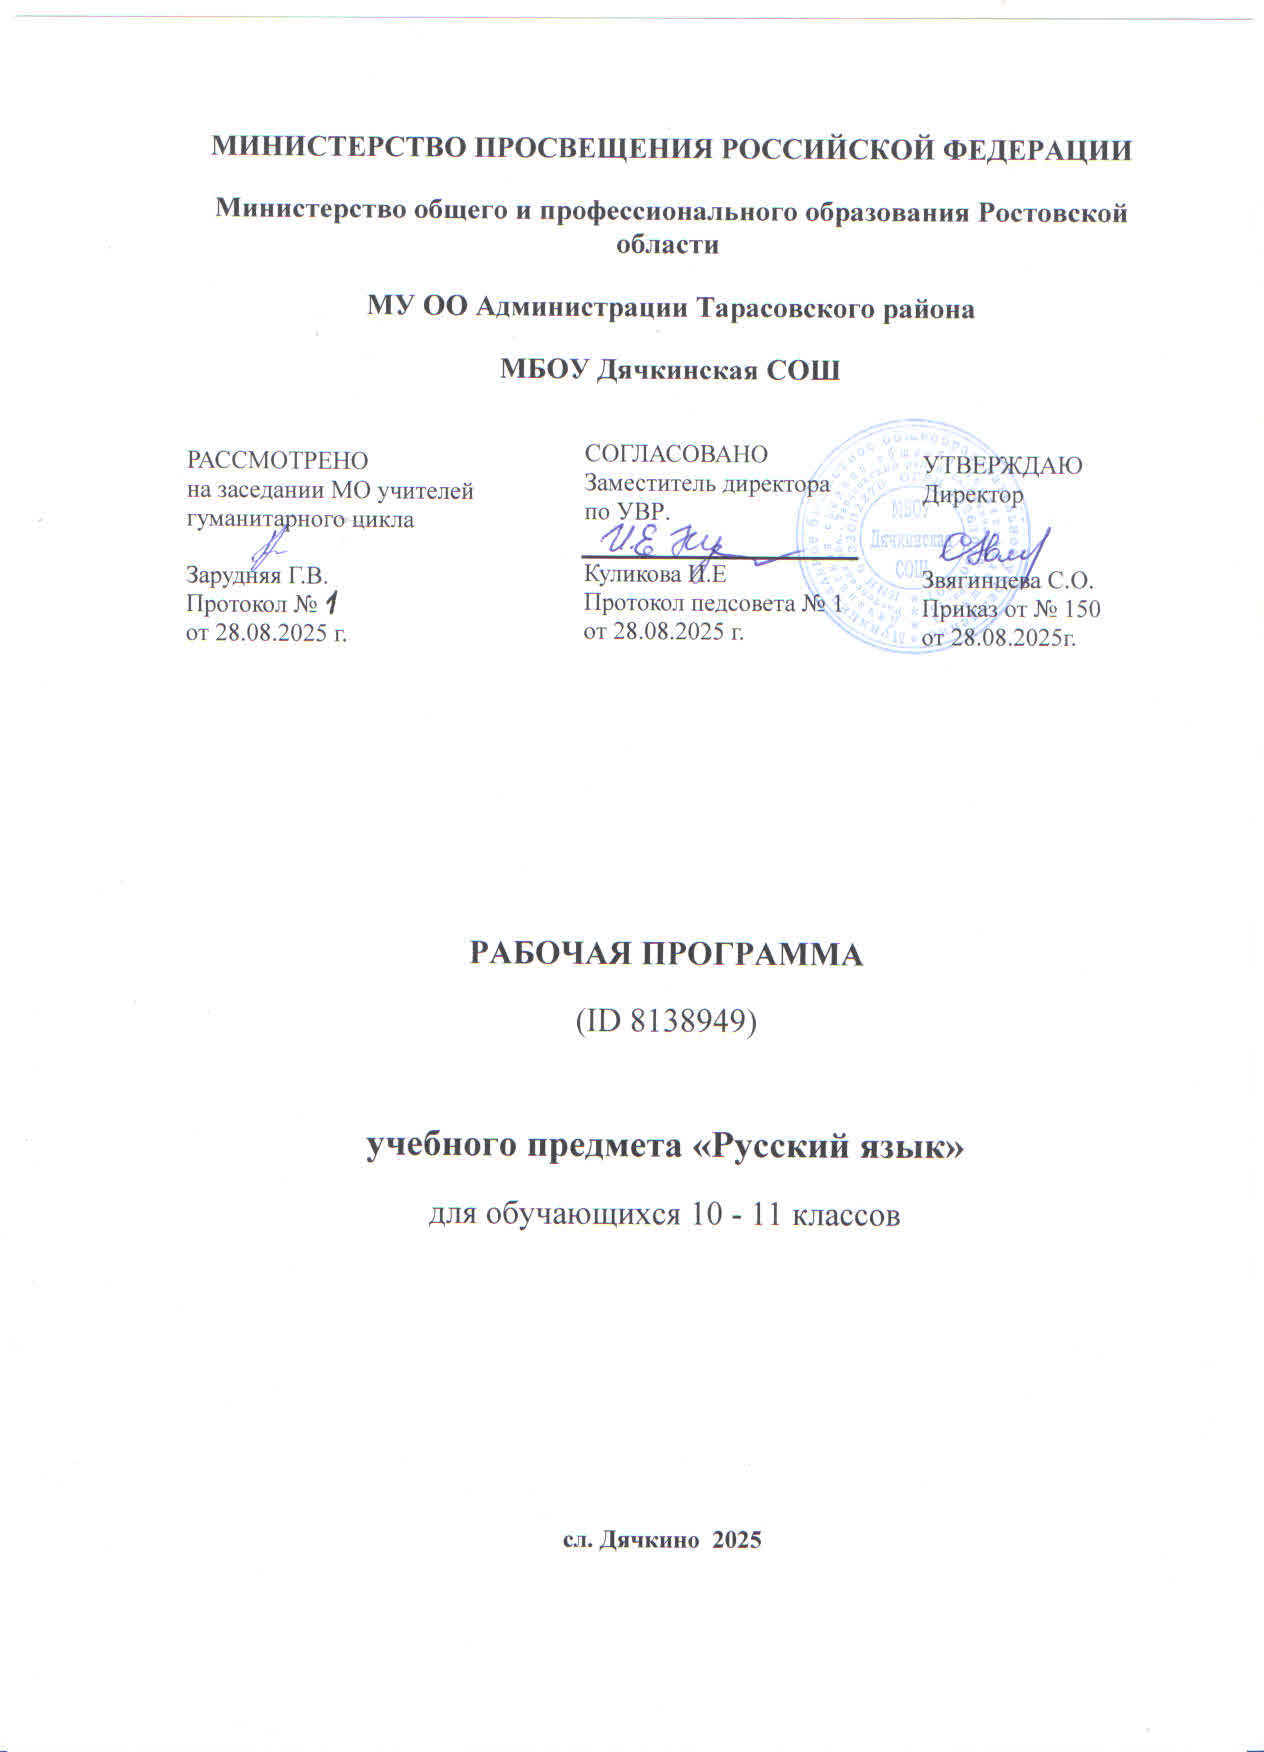 МИНИСТЕРСТВО ПРОСВЕЩЕНИЯ РОССИЙСКОЙ ФЕДЕРАЦИИ
Министерство общего и профессионального образования Ростовской
области
МУ ОО Администрации Тарасовского района
МБОУ Дячкинская СОШ
РАССМОТРЕНО
на заседании МО учителей
гуманитарного цикла
Зарудняя Г.В.
Протокол № 1
от 28.08.2025 г.
СОГЛАСОВАНО
Заместитель директора
по УВР.
Куликова И.Е
Протокол педсовета № 1
от 28.08.2025 г.
МБОУ
Дячкинская
СОШ
УТВЕРЖДАЮ
Директор
Звягинцева С.О.
Приказ от № 150
от 28.08.2025г.
РАБОЧАЯ ПРОГРАММА
(ID 8138949)
учебного предмета «Русский язык»
для обучающихся 10 - 11 классов
сл. Дячкино 2025